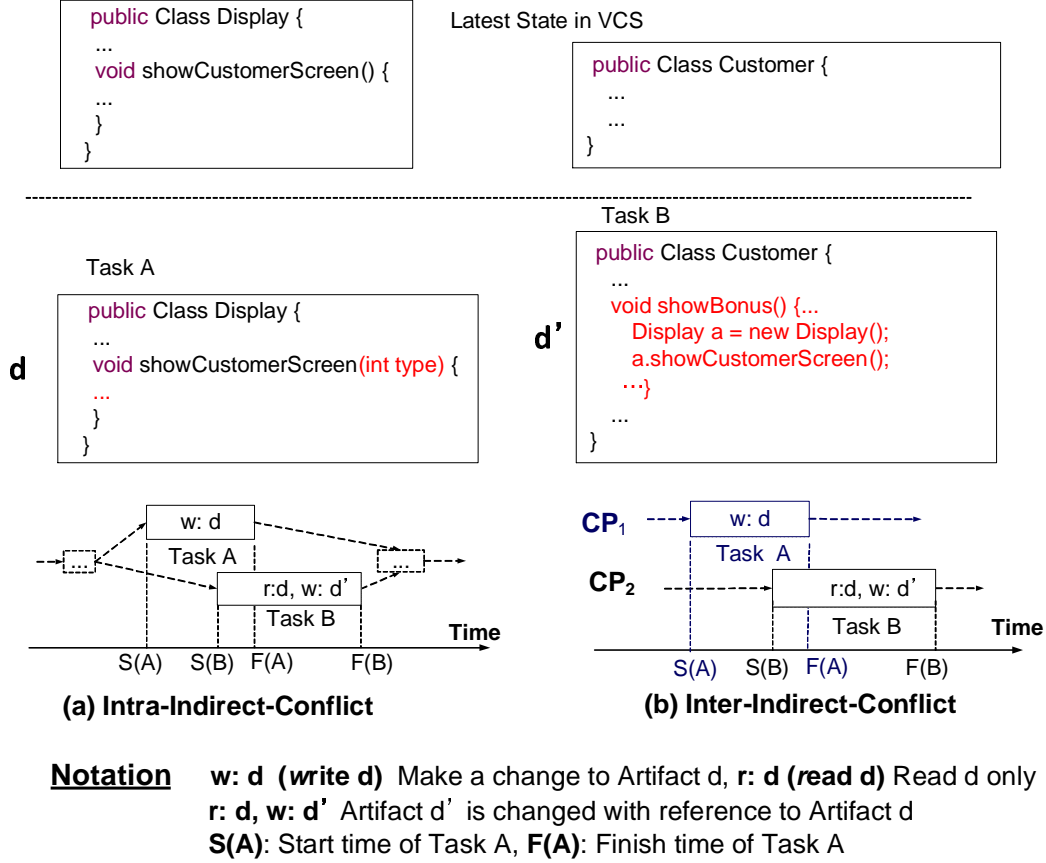 public Class Display {
...
void showCustomerScreen() {
...
}
}
Latest State in VCS
public Class Customer {
...
...
}
Task A
d
public Class Display {
...
void showCustomerScreen(int type) {
...
}
}
Task B
d'
public Class Customer {
...
void showBonus() {...
Display a = new Display();
a.showCustomerScreen();
...}
...
}
w: d
Task A
...
...
r:d, w: d'
Task B
Time
S(A) S(B) F(A) F(B)
(a) Intra-Indirect-Conflict
CP1
w: d
Task A
CP2
r:d, w: d'
Task B
Time
S(A) S(B) F(A) F(B)
(b) Inter-Indirect-Conflict
Notation w: d (write d) Make a change to Artifact d, r: d (read d) Read d only
r: d, w: d' Artifact d' is changed with reference to Artifact d
S(A): Start time of Task A, F(A): Finish time of Task A